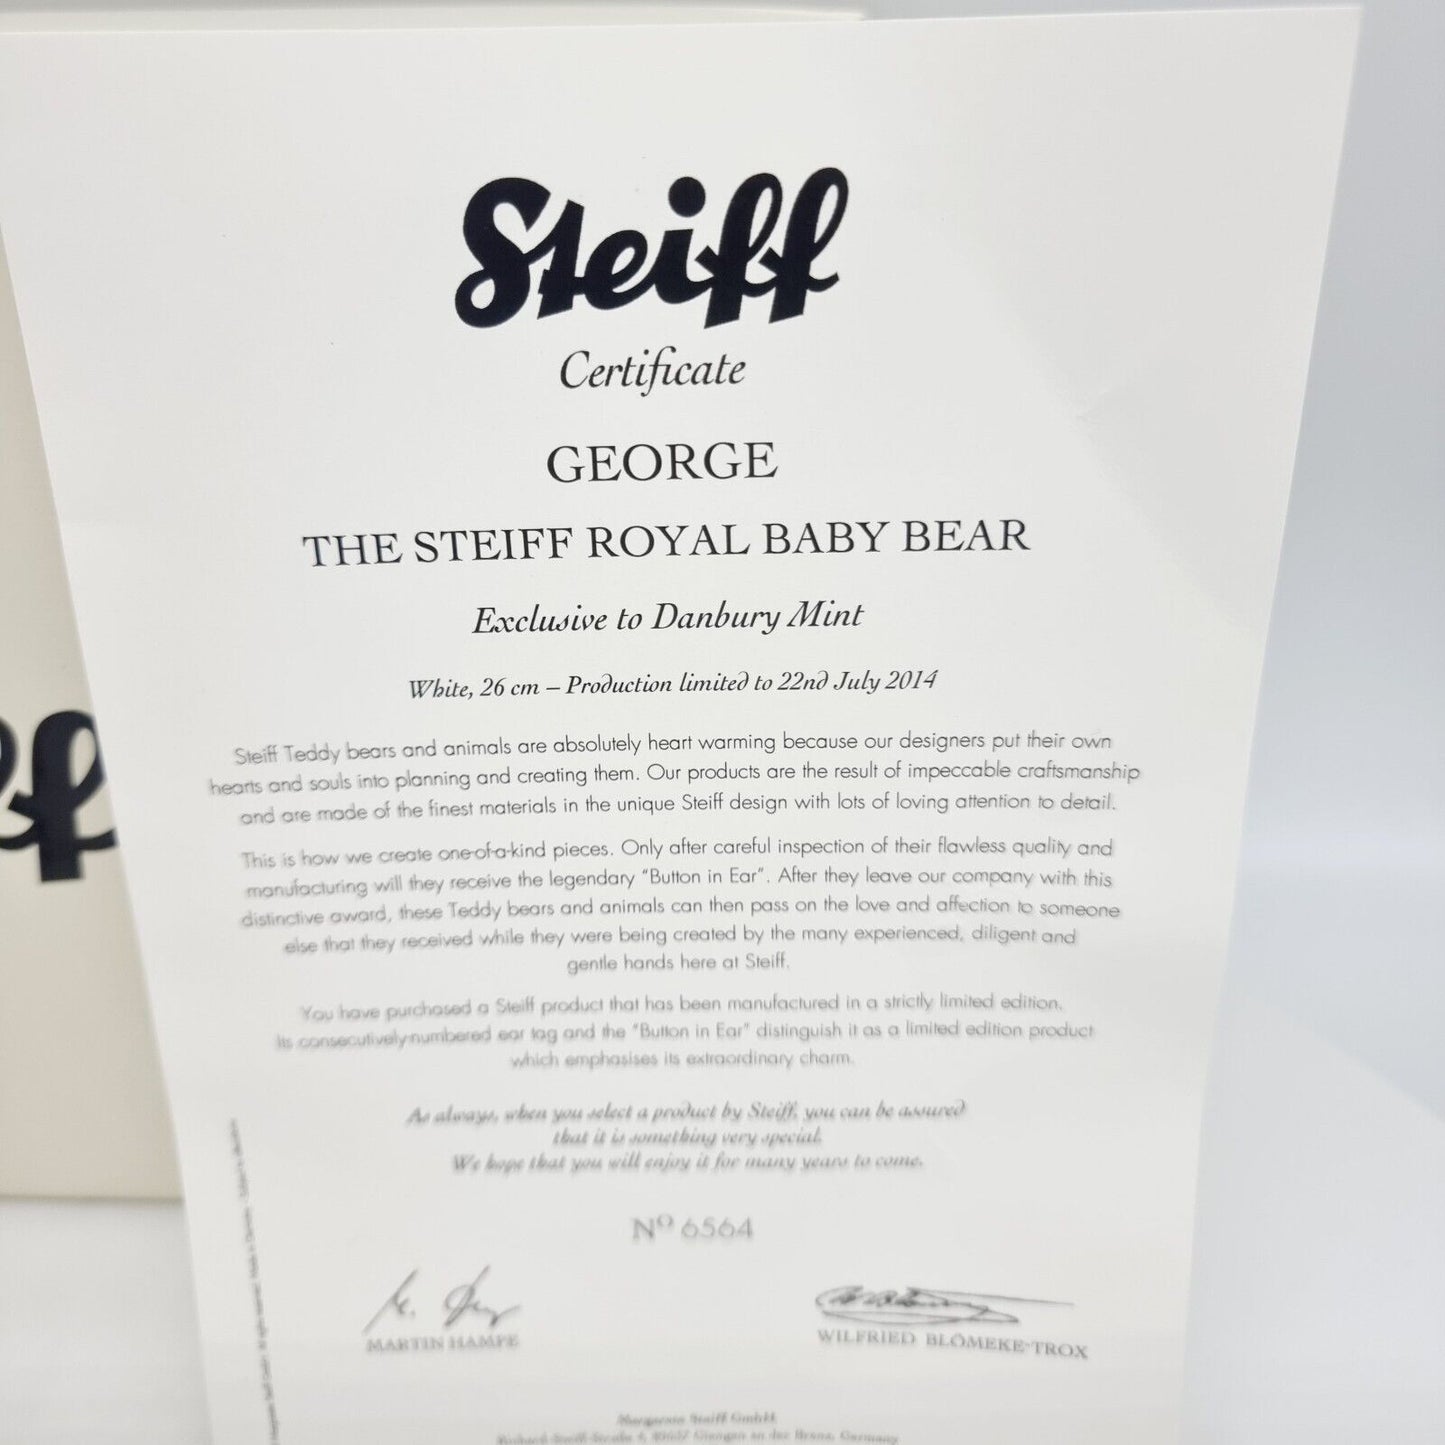 Steiff
Certificate
GEORGE
THE STEIFF ROYAL BABY BEAR
Exclusive to Danbury Mint
White, 26 cm – Production limited to 22nd July 2014
Steiff Teddy bears and animals are absolutely heart warming because our designers put their own
hearts and souls into planning and creating them. Our products are the result of impeccable craftsmanship
and are made of the finest materials in the unique Steiff design with lots of loving attention to detail.
This is how we create one-of-a-kind pieces. Only after careful inspection of their flawless quality and
manufacturing will they receive the legendary “Button in Ear”. After they leave our company with this
distinctive award, these Teddy bears and animals can then pass on the love and affection to someone
else that they received while they were being created by the many experienced, diligent and
gentle hands here at Steiff.
You have purchased a Steiff product that has been manufactured in a strictly limited edition.
Its consecutively-numbered ear tag and the “Button in Ear” distinguish it as a limited edition product
which emphasises its extraordinary charm.
As always, when you select a product by Steiff, you can be assured
that it is something very special.
We hope that you will enjoy it for many years to come.
Nº 6564
MARTIN HAMPE
WILFRIED BLÖMEKE-TROX
Margarete Steiff GmbH
Richard-Steiff-Straße 4, 89537 Giengen an der Brenz, Germany